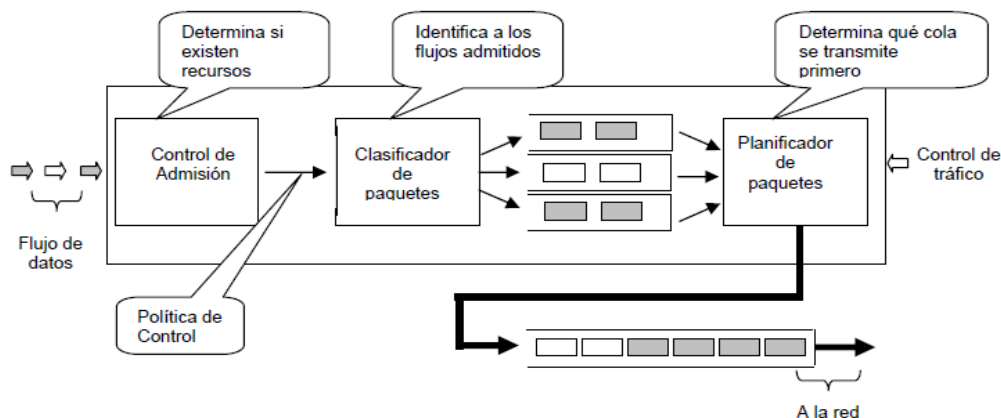 Determina si
existen
recursos
Identifica a los
flujos admitidos
Determina qué cola
se transmite
primero
Control de
Admisión
Clasificador
de
paquetes
Planificador
de
paquetes
Control de
tráfico
Flujo de
datos
Política de
Control
A la red